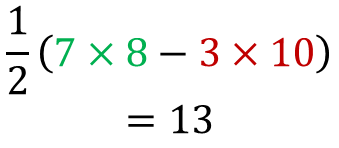 1/2 (7 × 8 − 3 × 10)
= 13